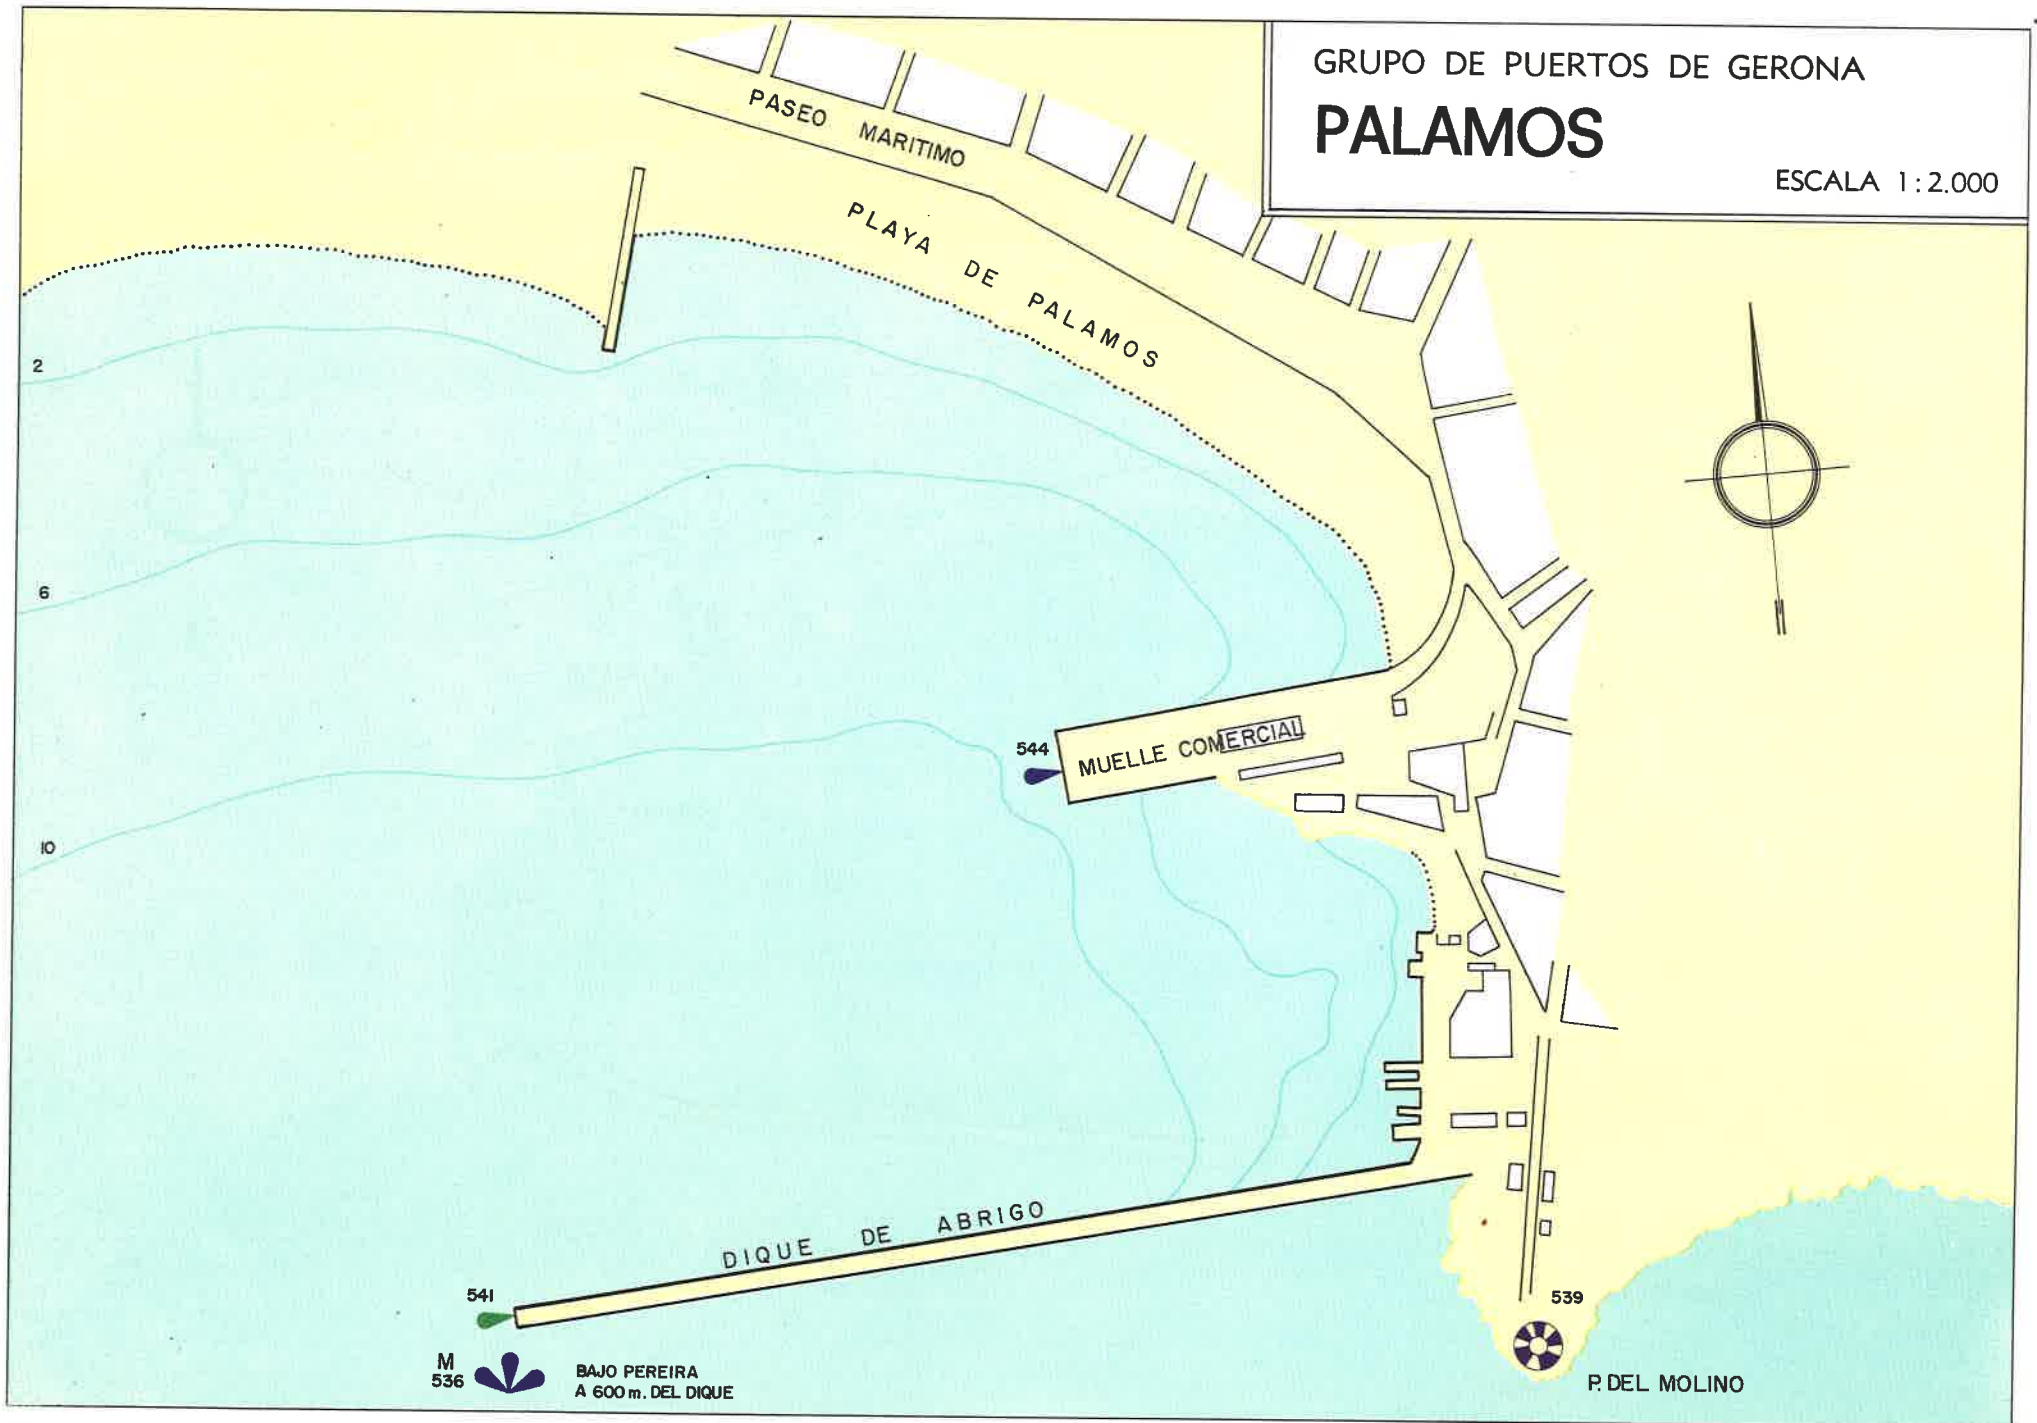 GRUPO DE PUERTOS DE GERONA
PALAMOS
ESCALA 1:2.000
PASEO MARITIMO
PLAYA DE PALAMOS
2
6
10
544
MUELLE COMERCIAL
DIQUE DE ABRIGO
541
M
536
BAJO PEREIRA
A 600 m. DEL DIQUE
539
P. DEL MOLINO